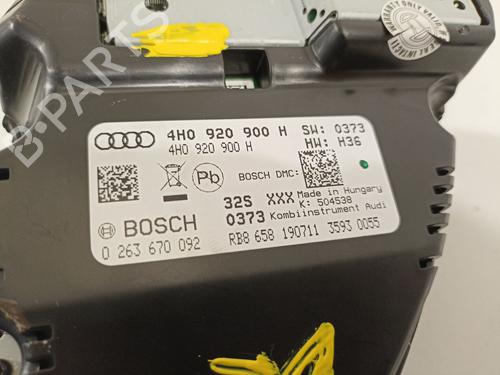 B-PARTS
4H0 920 900 H SW: 0373
4H0 920 900 H HW: H36
BOSCH DMC:
Pb
32S XXX Made in Hungary
K: 504538
BOSCH 0373 Kombiinstrument Audi
0 263 670 092 RB8 658 190711 3593 0055